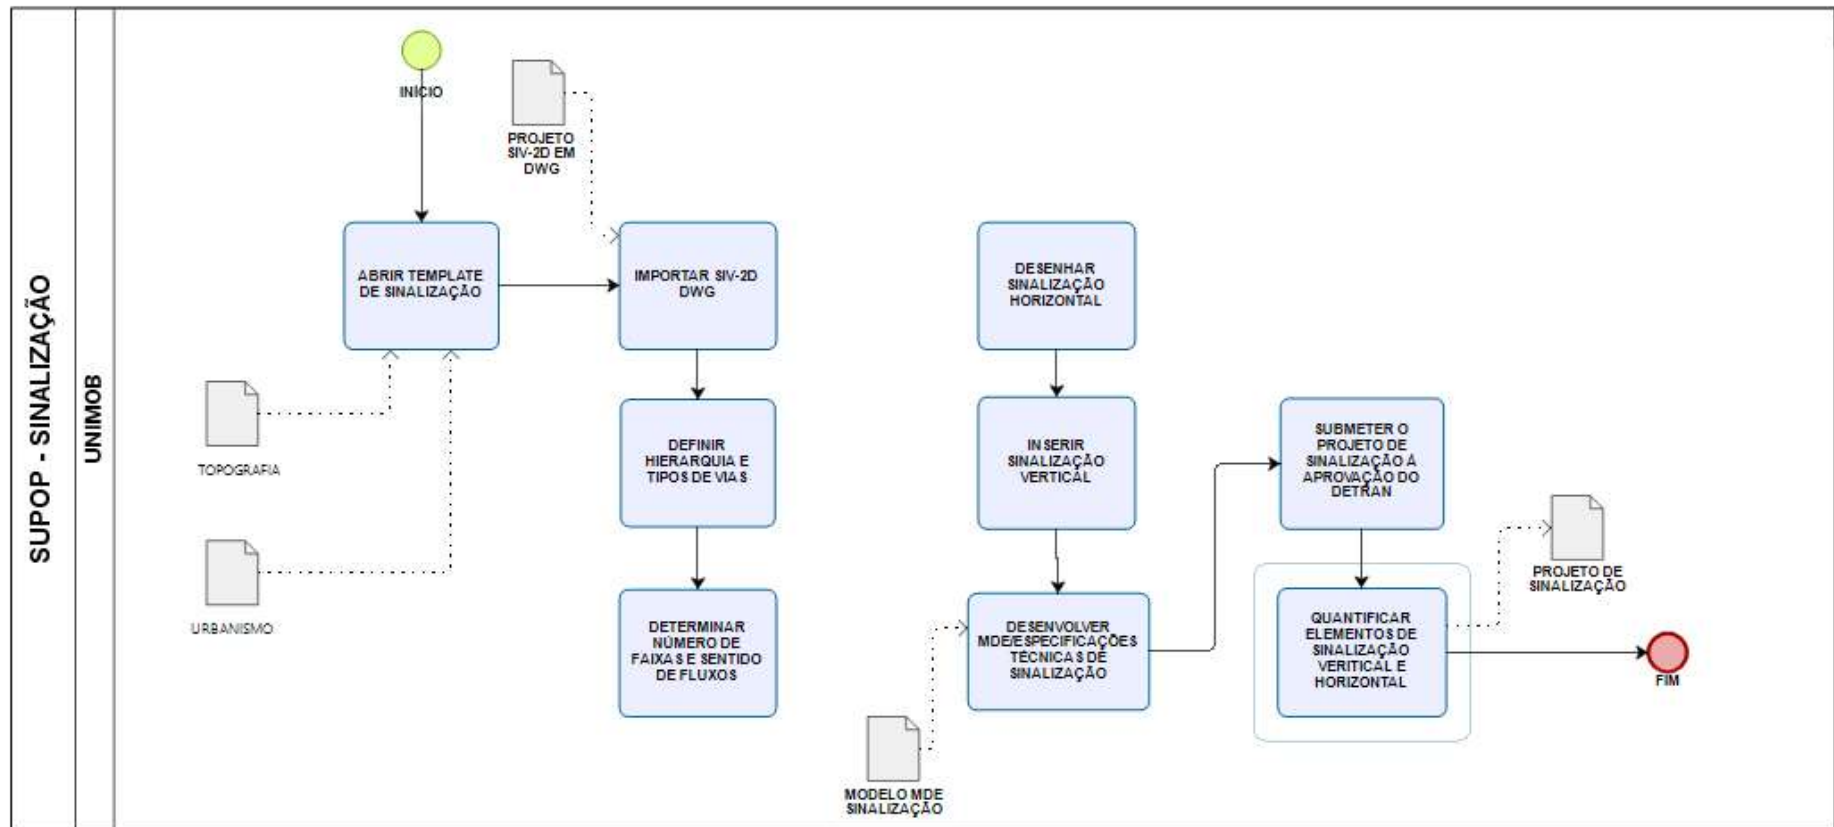 SUPOP - SINALIZAÇÃO
UNIMOB
INÍCIO
PROJETO
SIV-2D EM
DWG
ABRIR TEMPLATE
DE SINALIZAÇÃO
IMPORTAR SIV-2D
DWG
TOPOGRAFIA
URBANISMO
DEFINIR
HIERARQUIA E
TIPOS DE VIAS
DETERMINAR
NÚMERO DE
FAIXAS E SENTIDO
DE FLUXOS
DESENHAR
SINALIZAÇÃO
HORIZONTAL
INSERIR
SINALIZAÇÃO
VERTICAL
DESENVOLVER
MDE/ESPECIFICAÇÕES
TÉCNICAS DE
SINALIZAÇÃO
MODELO MDE
SINALIZAÇÃO
SUBMETER O
PROJETO DE
SINALIZAÇÃO À
APROVAÇÃO DO
DETRAN
QUANTIFICAR
ELEMENTOS DE
SINALIZAÇÃO
VERITICAL E
HORIZONTAL
PROJETO DE
SINALIZAÇÃO
FIM